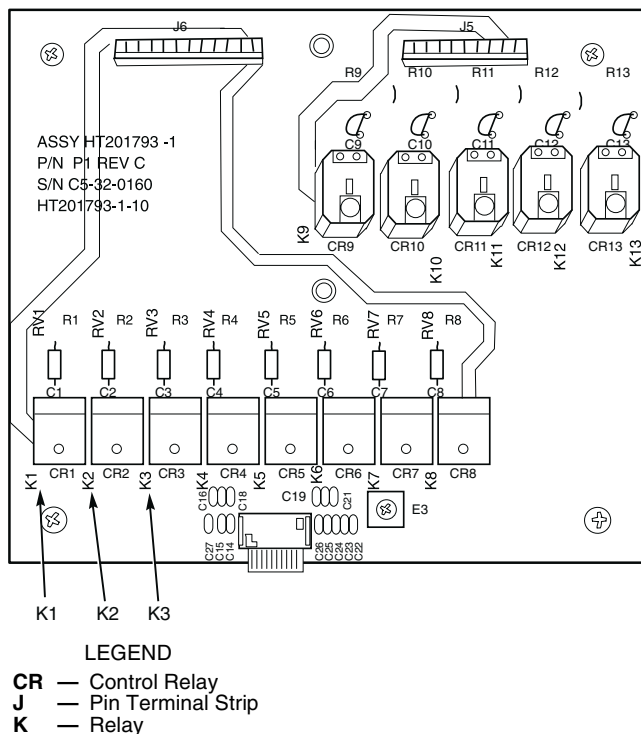 J6 J5
R9 R10 R11 R12 R13
ASSY HT201793 -1
P/N P1 REV C
S/N C5-32-0160
HT201793-1-10
C9 C10 C11 C12 C13
K9 CR9 CR10 K10 CR11 K11 CR12 K12 CR13 K13
RV1 R1 RV2 R2 RV3 R3 RV4 R4 RV5 R5 RV6 R6 RV7 R7 RV8 R8
C1 C2 C3 C4 C5 C6 C7 C8
K1 CR1 K2 CR2 K3 CR3 K4 CR4 K5 CR5 K6 CR6 K7 CR7 K8 CR8
C16 C18 C19 C21
E3
C27 C15 C14 C26 C25 C24 C23 C22
K1 K2 K3
LEGEND
CR — Control Relay
J — Pin Terminal Strip
K — Relay